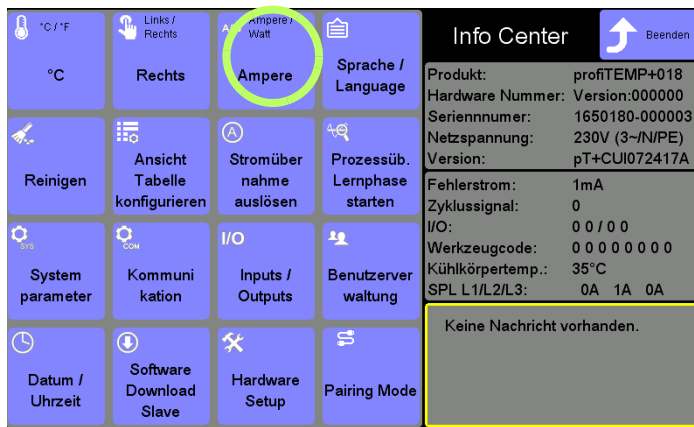 °C / °F
°C
Links /
Rechts
Rechts
Ampere /
Watt
Ampere
Sprache /
Language
Reinigen
Ansicht
Tabelle
konfigurieren
A
Stromüber
nahme
auslösen
Prozessüb.
Lernphase
starten
SYS
System
parameter
COM
Kommuni
kation
I/O
Inputs /
Outputs
Benutzerver
waltung
Datum /
Uhrzeit
Software
Download
Slave
Hardware
Setup
Pairing Mode
Info Center
Beenden
Produkt: profiTEMP+018
Hardware Nummer: Version:000000
Seriennnumer: 1650180-000003
Netzspannung: 230V (3~/N/PE)
Version: pT+CUI072417A
Fehlerstrom: 1mA
Zyklussignal: 0
I/O: 0 0 / 0 0
Werkzeugcode: 0 0 0 0 0 0 0 0
Kühlkörpertemp.: 35°C
SPL L1/L2/L3: 0A 1A 0A
Keine Nachricht vorhanden.